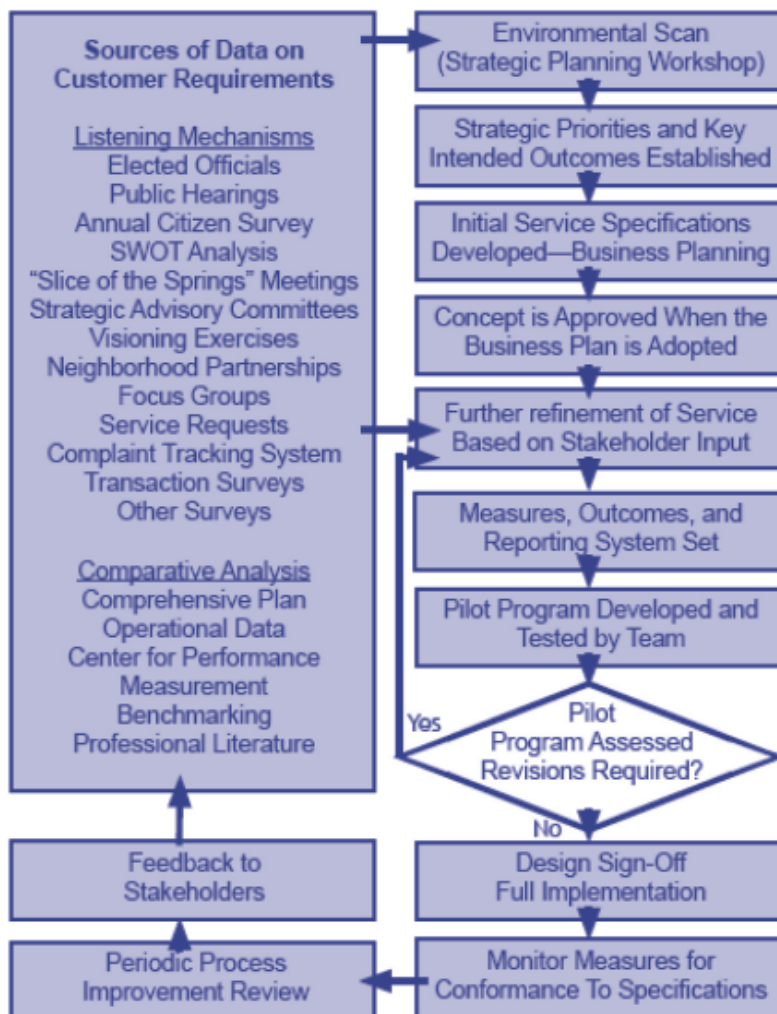 Sources of Data on
Customer Requirements
Listening Mechanisms
Elected Officials
Public Hearings
Annual Citizen Survey
SWOT Analysis
“Slice of the Springs” Meetings
Strategic Advisory Committees
Visioning Exercises
Neighborhood Partnerships
Focus Groups
Service Requests
Complaint Tracking System
Transaction Surveys
Other Surveys
Comparative Analysis
Comprehensive Plan
Operational Data
Center for Performance
Measurement
Benchmarking
Professional Literature
Environmental Scan
(Strategic Planning Workshop)
Strategic Priorities and Key
Intended Outcomes Established
Initial Service Specifications
Developed—Business Planning
Concept is Approved When the
Business Plan is Adopted
Further refinement of Service
Based on Stakeholder Input
Measures, Outcomes, and
Reporting System Set
Pilot Program Developed and
Tested by Team
Pilot
Program Assessed
Revisions Required?
Yes
No
Design Sign-Off
Full Implementation
Monitor Measures for
Conformance To Specifications
Periodic Process
Improvement Review
Feedback to
Stakeholders